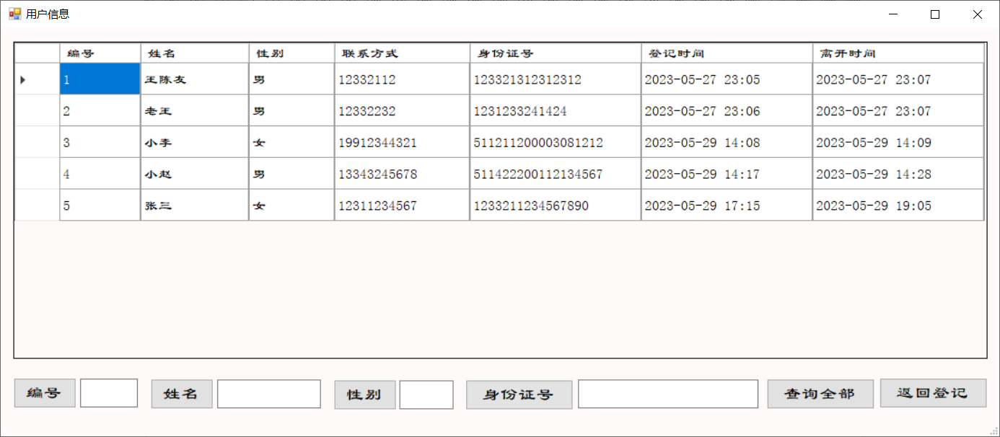 用户信息
编号 姓名 性别 联系方式 身份证号 登记时间 离开时间
1 王陈友 男 12332112 123321312312312 2023-05-27 23:05 2023-05-27 23:07
2 老王 男 12332232 1231233241424 2023-05-27 23:06 2023-05-27 23:07
3 小李 女 19912344321 511211200003081212 2023-05-29 14:08 2023-05-29 14:09
4 小赵 男 13343245678 511422200112134567 2023-05-29 14:17 2023-05-29 14:28
5 张三 女 12311234567 1233211234567890 2023-05-29 17:15 2023-05-29 19:05
编号 姓名 性别 身份证号 查询全部 返回登记